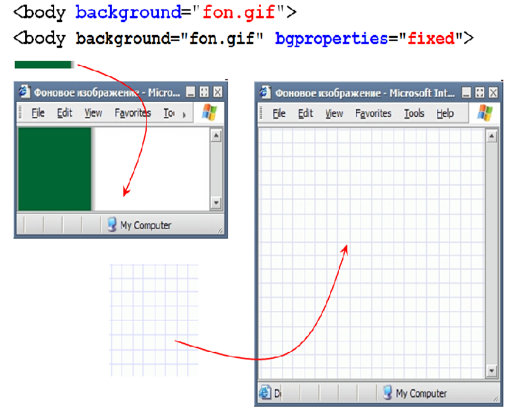 <body background="fon.gif">
<body background="fon.gif" bgproperties="fixed">
Фоновое изображение - Micro...
File Edit View Favorites To
My Computer
Фоновое изображение - Microsoft Int...
File Edit View Favorites Tools Help
D
My Computer